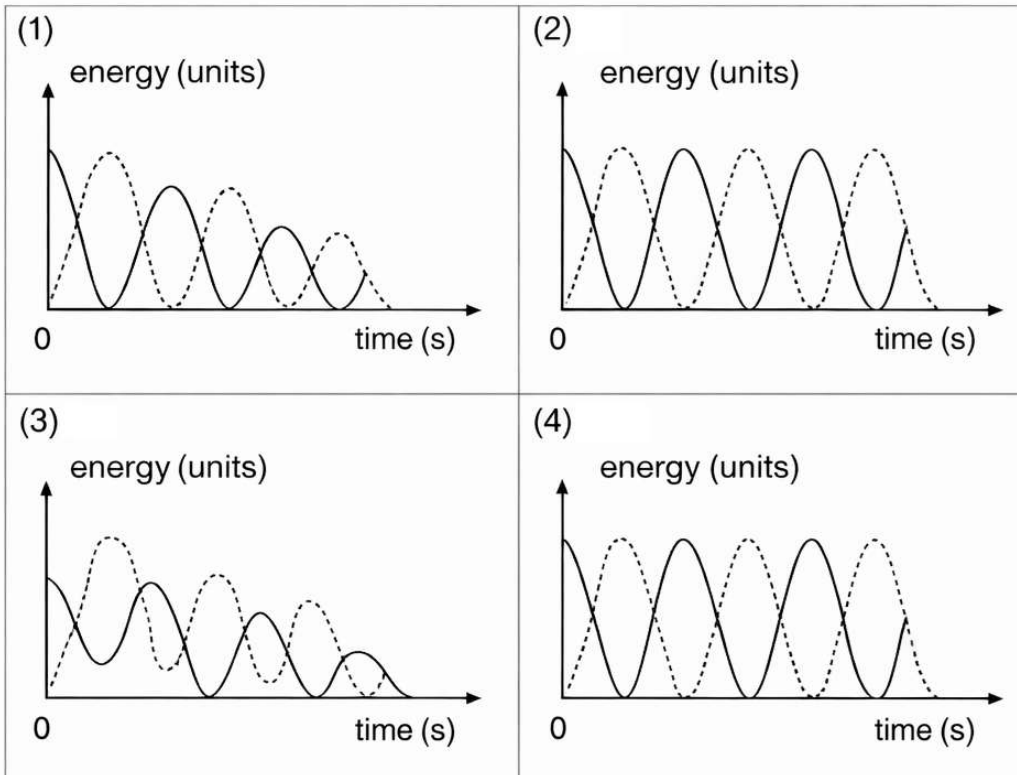 (1)
energy (units)
0
time (s)
(2)
energy (units)
0
time (s)
(3)
energy (units)
0
time (s)
(4)
energy (units)
0
time (s)